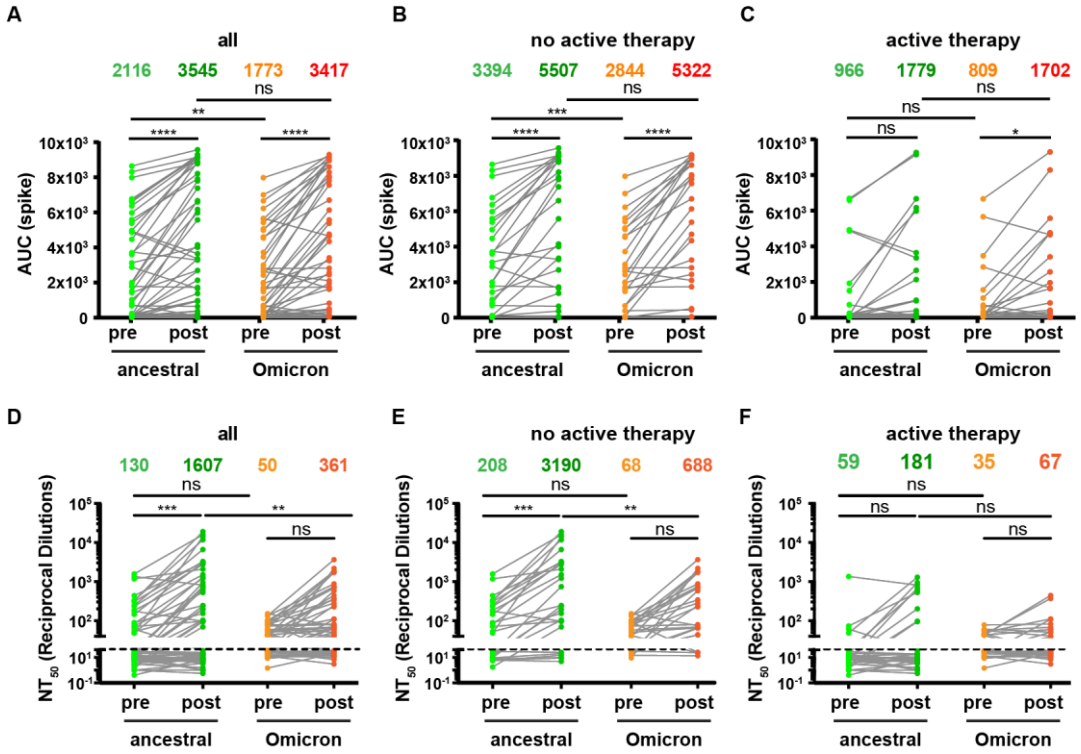 A
all
2116 3545 1773 3417
ns
**
**** ****
AUC (spike)
10x10³
8x10³
6x10³
4x10³
2x10³
0
pre post pre post
ancestral Omicron
B
no active therapy
3394 5507 2844 5322
ns
***
**** ****
AUC (spike)
10x10³
8x10³
6x10³
4x10³
2x10³
0
pre post pre post
ancestral Omicron
C
active therapy
966 1779 809 1702
ns
ns
ns *
AUC (spike)
10x10³
8x10³
6x10³
4x10³
2x10³
0
pre post pre post
ancestral Omicron
D
all
130 1607 50 361
ns
*** **
ns
NT₅₀ (Reciprocal Dilutions)
10⁵
10⁴
10³
10²
10¹
10⁻¹
pre post pre post
ancestral Omicron
E
no active therapy
208 3190 68 688
ns
*** **
ns
NT₅₀ (Reciprocal Dilutions)
10⁵
10⁴
10³
10²
10¹
10⁻¹
pre post pre post
ancestral Omicron
F
active therapy
59 181 35 67
ns
ns ns
ns
NT₅₀ (Reciprocal Dilutions)
10⁵
10⁴
10³
10²
10¹
10⁻¹
pre post pre post
ancestral Omicron